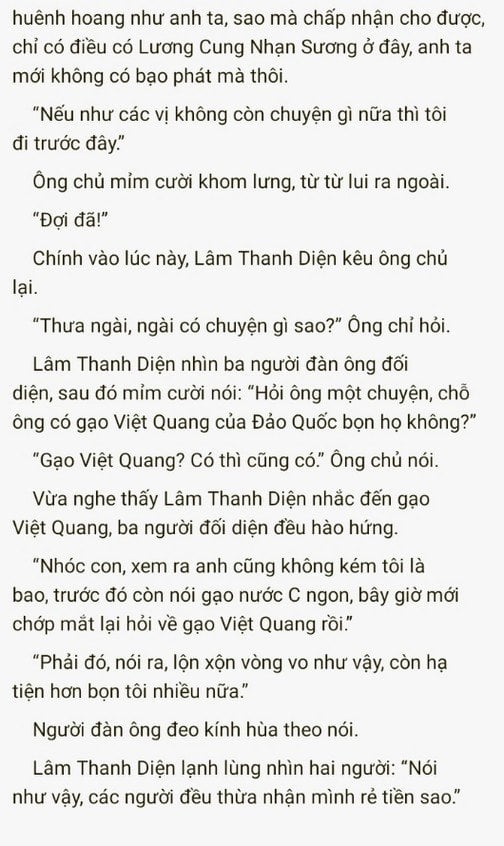 huênh hoang như anh ta, sao mà chấp nhận cho được,
chỉ có điều có Lương Cung Nhạn Sương ở đây, anh ta
mới không có bạo phát mà thôi.
“Nếu như các vị không còn chuyện gì nữa thì tôi
đi trước đây.”
Ông chủ mỉm cười khom lưng, từ từ lui ra ngoài.
“Đợi đã!”
Chính vào lúc này, Lâm Thanh Diện kêu ông chủ
lại.
“Thưa ngài, ngài có chuyện gì sao?” Ông chỉ hỏi.
Lâm Thanh Diện nhìn ba người đàn ông đối
diện, sau đó mỉm cười nói: “Hỏi ông một chuyện, chỗ
ông có gạo Việt Quang của Đảo Quốc bọn họ không?”
“Gạo Việt Quang? Có thì cũng có.” Ông chủ nói.
Vừa nghe thấy Lâm Thanh Diện nhắc đến gạo
Việt Quang, ba người đối diện đều hào hứng.
“Nhóc con, xem ra anh cũng không kém tôi là
bao, trước đó còn nói gạo nước C ngon, bây giờ mới
chớp mắt lại hỏi về gạo Việt Quang rồi.”
“Phải đó, nói ra, lộn xộn vòng vo như vậy, còn hạ
tiện hơn bọn tôi nhiều nữa.”
Người đàn ông đeo kính hùa theo nói.
Lâm Thanh Diện lạnh lùng nhìn hai người: “Nói
như vậy, các người đều thừa nhận mình rẻ tiền sao.”